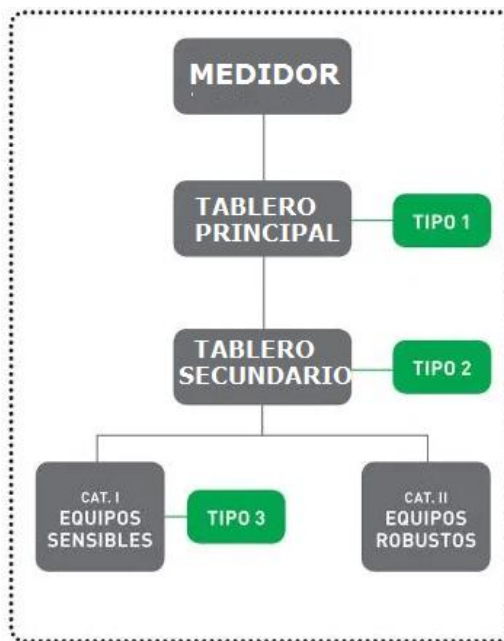 MEDIDOR
TABLERO
PRINCIPAL
TIPO 1
TABLERO
SECUNDARIO
TIPO 2
CAT. I
EQUIPOS
SENSIBLES
TIPO 3
CAT. II
EQUIPOS
ROBUSTOS